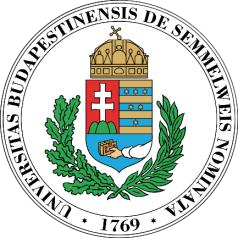 UNIVERSITAS BUDAPESTINENSIS DE SEMMELWEIS NOMINATA
* 1769 *